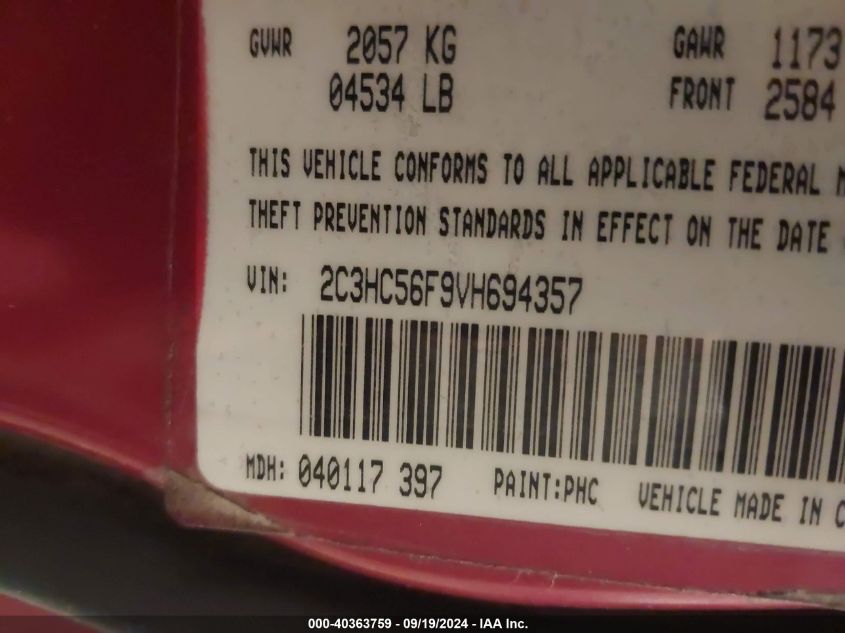 GVWR 2057 KG GAWR 1173
04534 LB FRONT 2584
THIS VEHICLE CONFORMS TO ALL APPLICABLE FEDERAL M
THEFT PREVENTION STANDARDS IN EFFECT ON THE DATE
VIN: 2C3HC56F9VH694357
MDH: 040117 397 PAINT:PHC VEHICLE MADE IN C
000-40363759 - 09/19/2024 - IAA Inc.